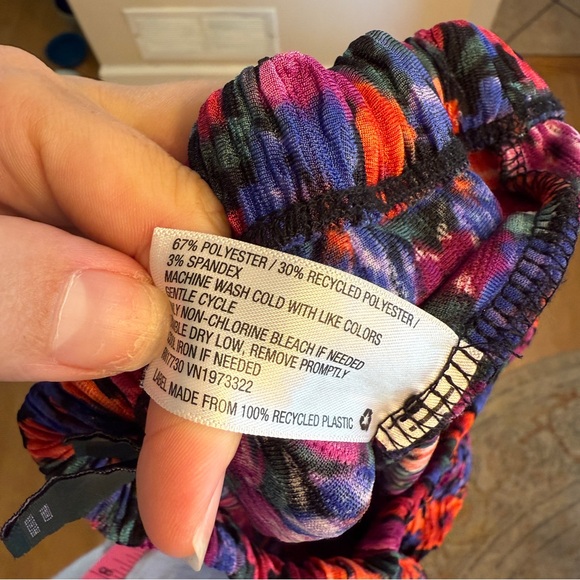 67% POLYESTER / 30% RECYCLED POLYESTER /
3% SPANDEX
MACHINE WASH COLD WITH LIKE COLORS
GENTLE CYCLE
NON-CHLORINE BLEACH IF NEEDED
DRY LOW, REMOVE PROMPTLY
IRON IF NEEDED
VN1973322
LABEL MADE FROM 100% RECYCLED PLASTIC
8